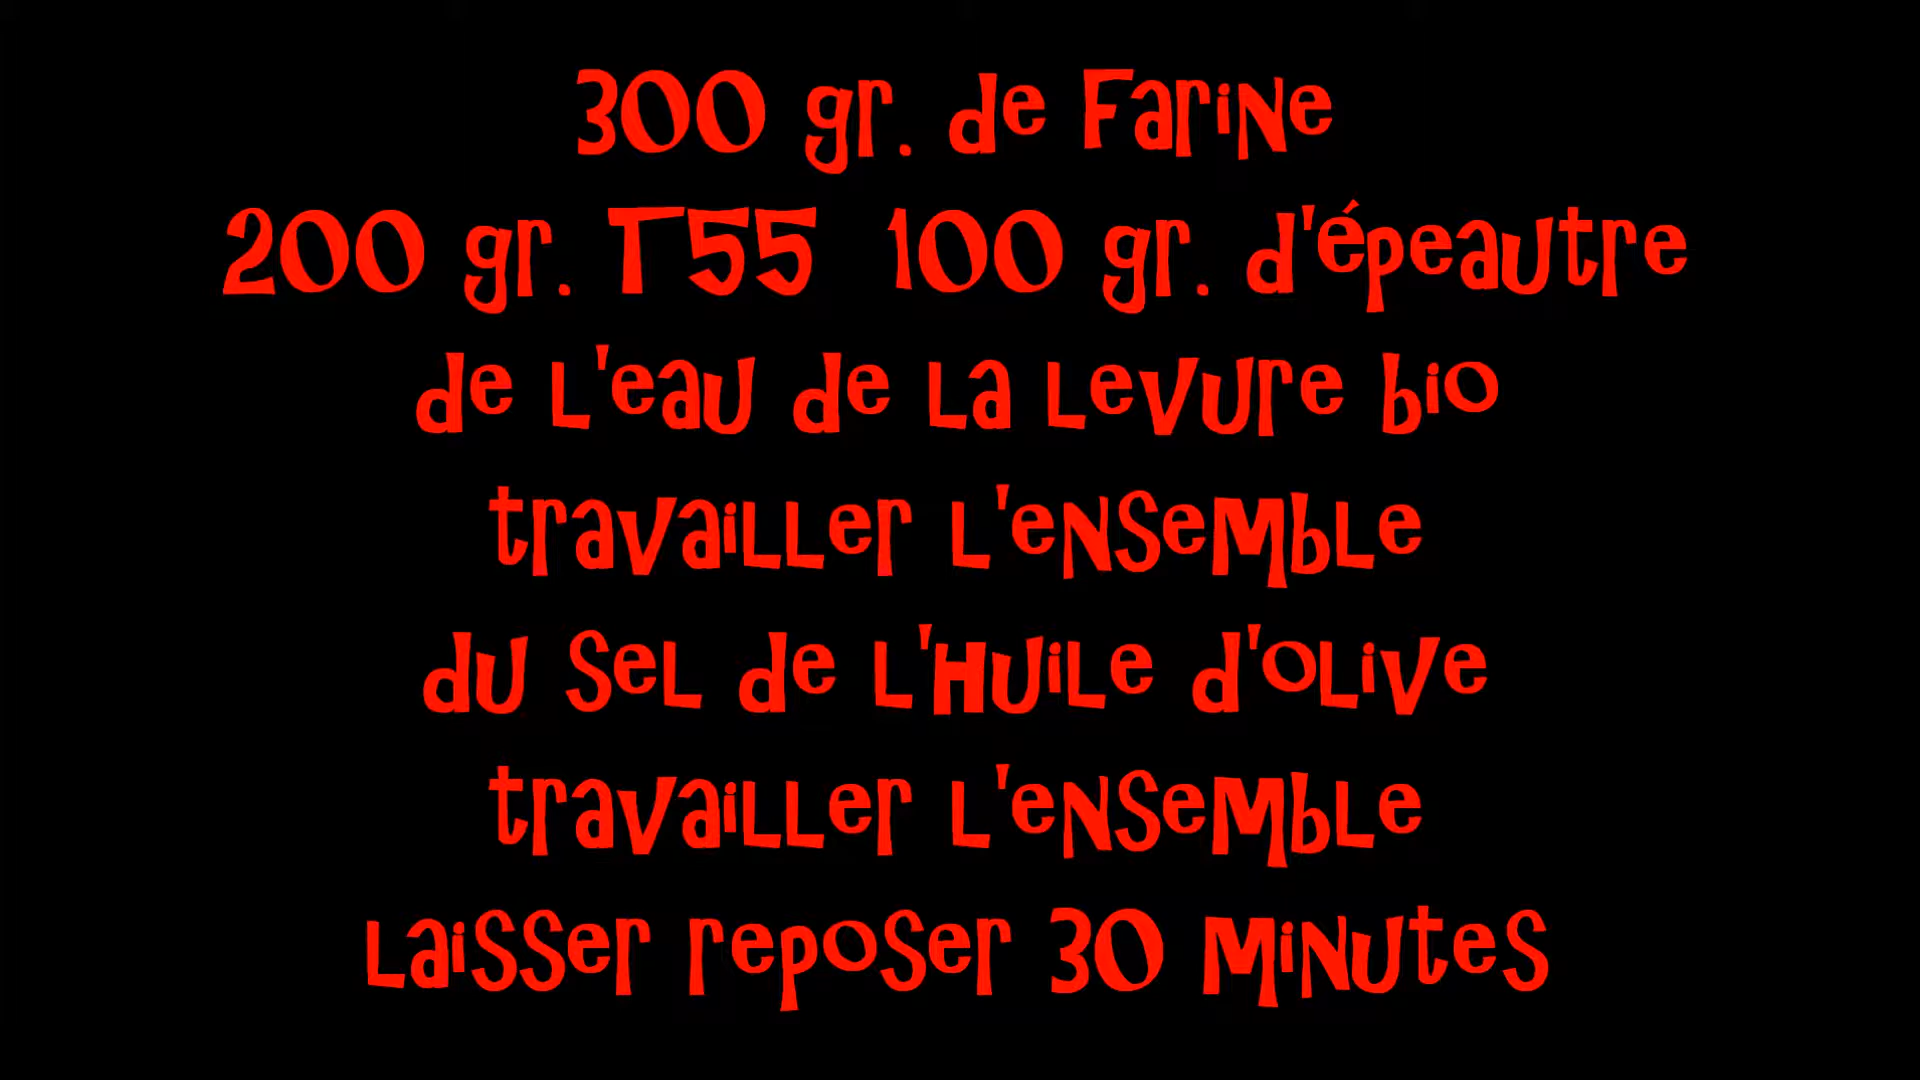 300 gr. de Farine
200 gr. T55 100 gr. d'épeautre
de l'eau de la levure bio
travailler l'ensemble
du sel de l'huile d'olive
travailler l'ensemble
laisser reposer 30 minutes